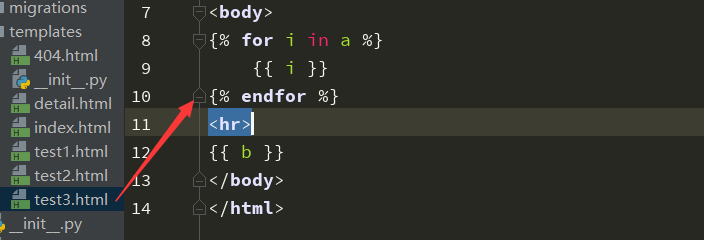 migrations
templates
404.html
__init__.py
detail.html
index.html
test1.html
test2.html
test3.html
__init__.py
7 <body>
8 {% for i in a %}
9 {{ i }}
10 {% endfor %}
11 <hr>
12 {{ b }}
13 </body>
14 </html>